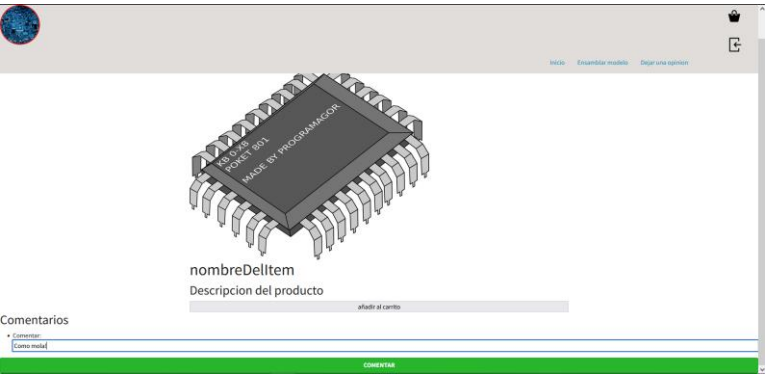 Inicio Ensamblar modelo Dejar una opinion
KB 0-XB
POKET 801
MADE BY PROGRAMAGOR
nombreDelItem
Descripcion del producto
añadir al carrito
Comentarios
Comentar:
Como mola!
COMENTAR